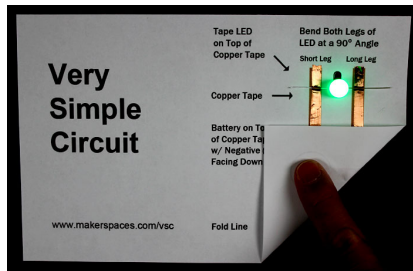 Very
Simple
Circuit
www.makerspaces.com/vsc
Tape LED
on Top of
Copper Tape
Copper Tape
Battery on To
of Copper Ta
w/ Negative
Facing Down
Fold Line
Bend Both Legs of
LED at a 90° Angle
Short Leg Long Leg